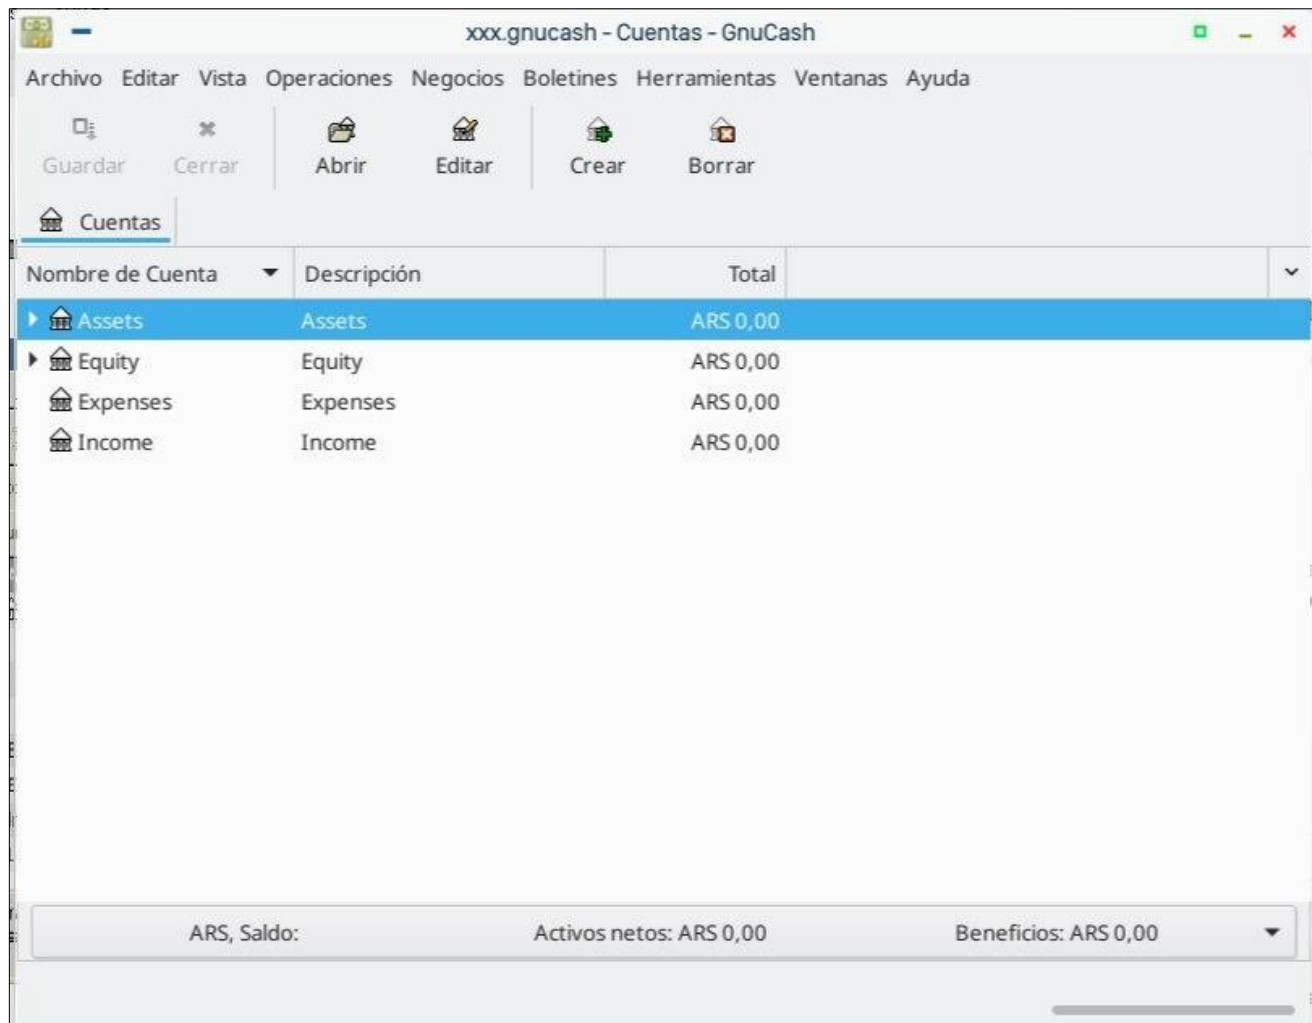 xxx.gnucash - Cuentas - GnuCash
Archivo Editar Vista Operaciones Negocios Boletines Herramientas Ventanas Ayuda
Guardar Cerrar Abrir Editar Crear Borrar
Cuentas
Nombre de Cuenta Descripción Total
Assets Assets ARS 0,00
Equity Equity ARS 0,00
Expenses Expenses ARS 0,00
Income Income ARS 0,00
ARS, Saldo: Activos netos: ARS 0,00 Beneficios: ARS 0,00